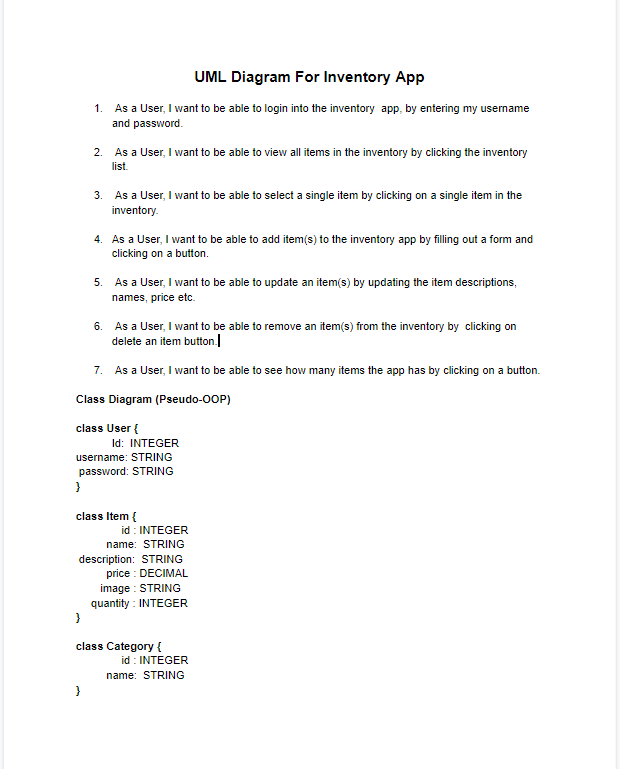 UML Diagram For Inventory App
1. As a User, I want to be able to login into the inventory app, by entering my username
and password.
2. As a User, I want to be able to view all items in the inventory by clicking the inventory
list.
3. As a User, I want to be able to select a single item by clicking on a single item in the
inventory.
4. As a User, I want to be able to add item(s) to the inventory app by filling out a form and
clicking on a button.
5. As a User, I want to be able to update an item(s) by updating the item descriptions,
names, price etc.
6. As a User, I want to be able to remove an item(s) from the inventory by clicking on
delete an item button.
7. As a User, I want to be able to see how many items the app has by clicking on a button.
Class Diagram (Pseudo-OOP)
class User {
Id: INTEGER
username: STRING
password: STRING
}
class Item {
id : INTEGER
name: STRING
description: STRING
price : DECIMAL
image : STRING
quantity : INTEGER
}
class Category {
id : INTEGER
name: STRING
}